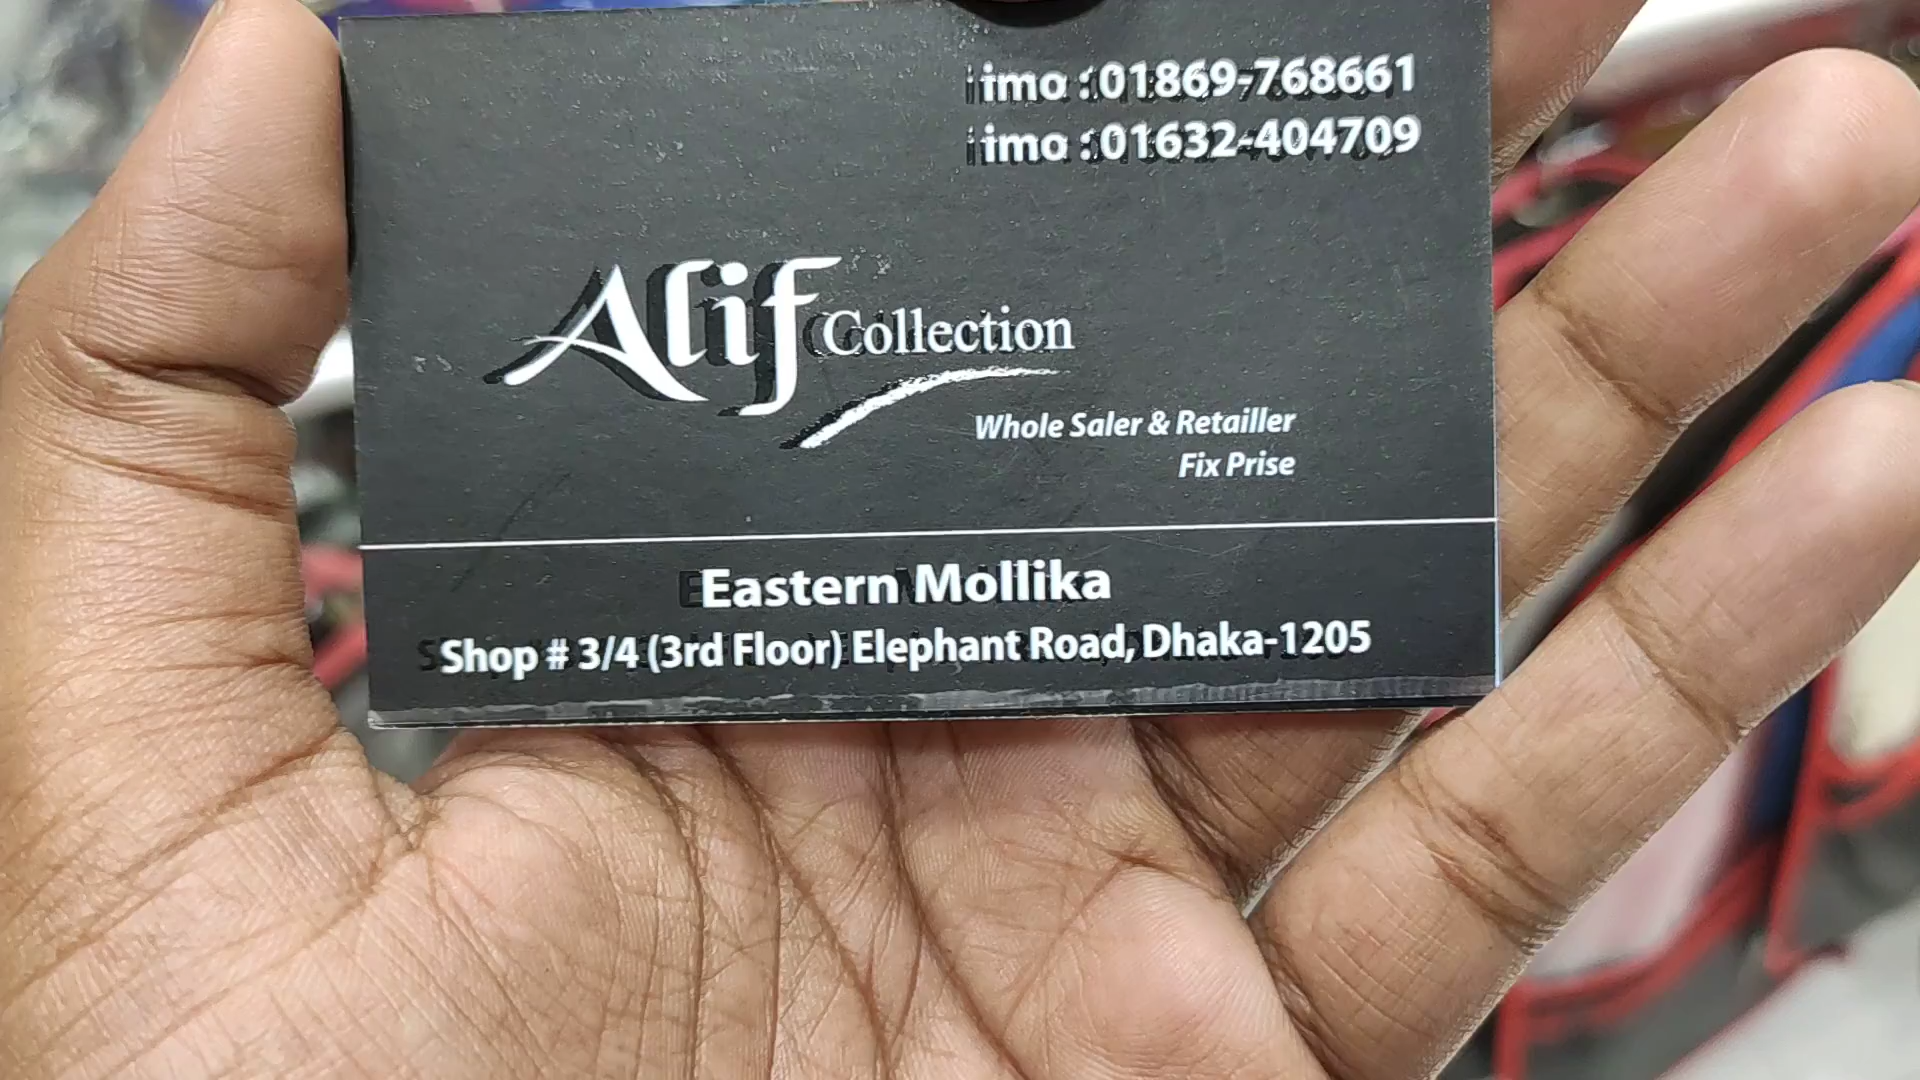 imo : 01869-768661
imo : 01632-404709
Alif Collection
Whole Saler & Retailler
Fix Prise
Eastern Mollika
Shop # 3/4 (3rd Floor) Elephant Road, Dhaka-1205